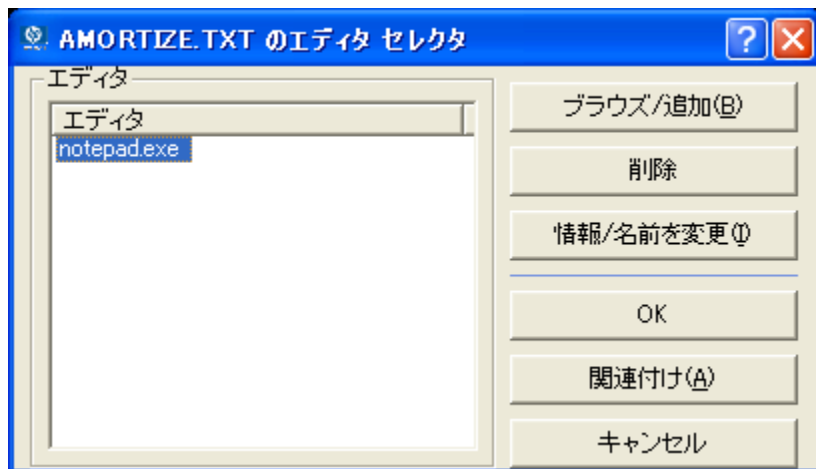 AMORTIZE.TXT のエディタ セレクタ
エディタ
エディタ
notepad.exe
ブラウズ/追加(B)
削除
情報/名前を変更(I)
OK
関連付け(A)
キャンセル